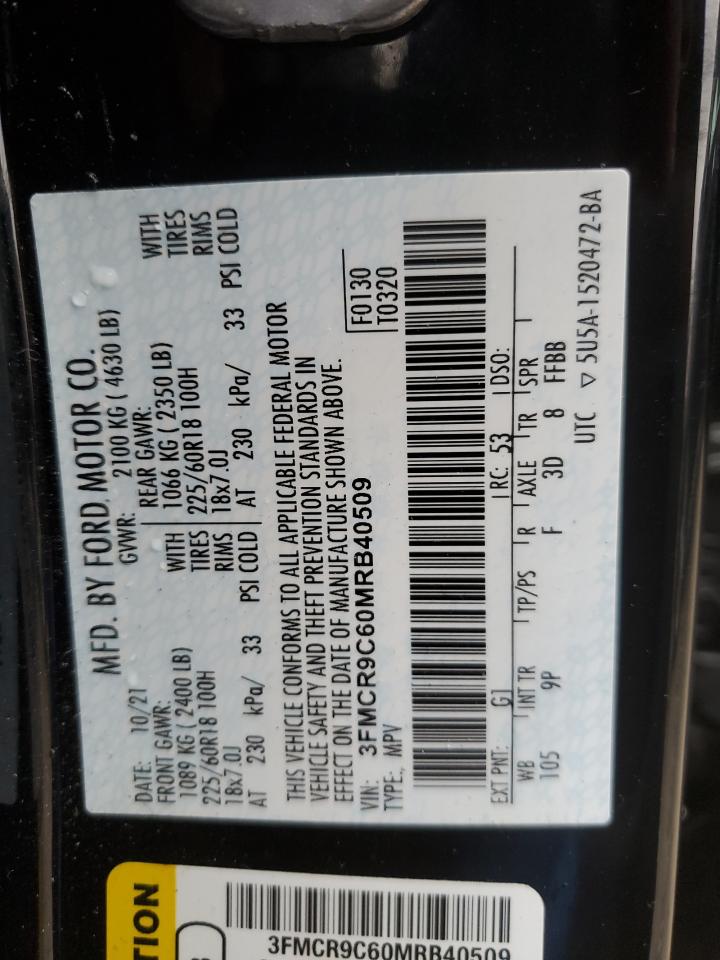 MFD. BY FORD MOTOR CO.
DATE: 10/21 GVWR: 2100 KG ( 4630 LB)
FRONT GAWR: REAR GAWR:
1089 KG ( 2400 LB) WITH 1066 KG ( 2350 LB) WITH
225/60R18 100H TIRES 225/60R18 100H TIRES
18x7.0J RIMS 18x7.0J RIMS
AT 230 kPa/ 33 PSI COLD AT 230 kPa/ 33 PSI COLD
THIS VEHICLE CONFORMS TO ALL APPLICABLE FEDERAL MOTOR
VEHICLE SAFETY AND THEFT PREVENTION STANDARDS IN
EFFECT ON THE DATE OF MANUFACTURE SHOWN ABOVE.
VIN: 3FMCR9C60MRB40509 F0130
TYPE: MPV T0320
EXT PNT: G1 RC: 53 DSO:
WB INT TR TP/PS R AXLE TR SPR
105 9P F 3D 8 FFBB
UTC ▽ 5U5A-1520472-BA
TION
3FMCR9C60MRB40509